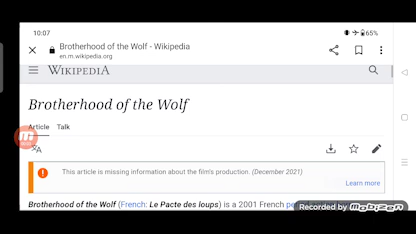 10:07
65%
Brotherhood of the Wolf - Wikipedia
en.m.wikipedia.org
WIKIPEDIA
Brotherhood of the Wolf
Article Talk
This article is missing information about the film's production. (December 2021)
Learn more
Brotherhood of the Wolf (French: Le Pacte des loups) is a 2001 French
Recorded by Mobizen